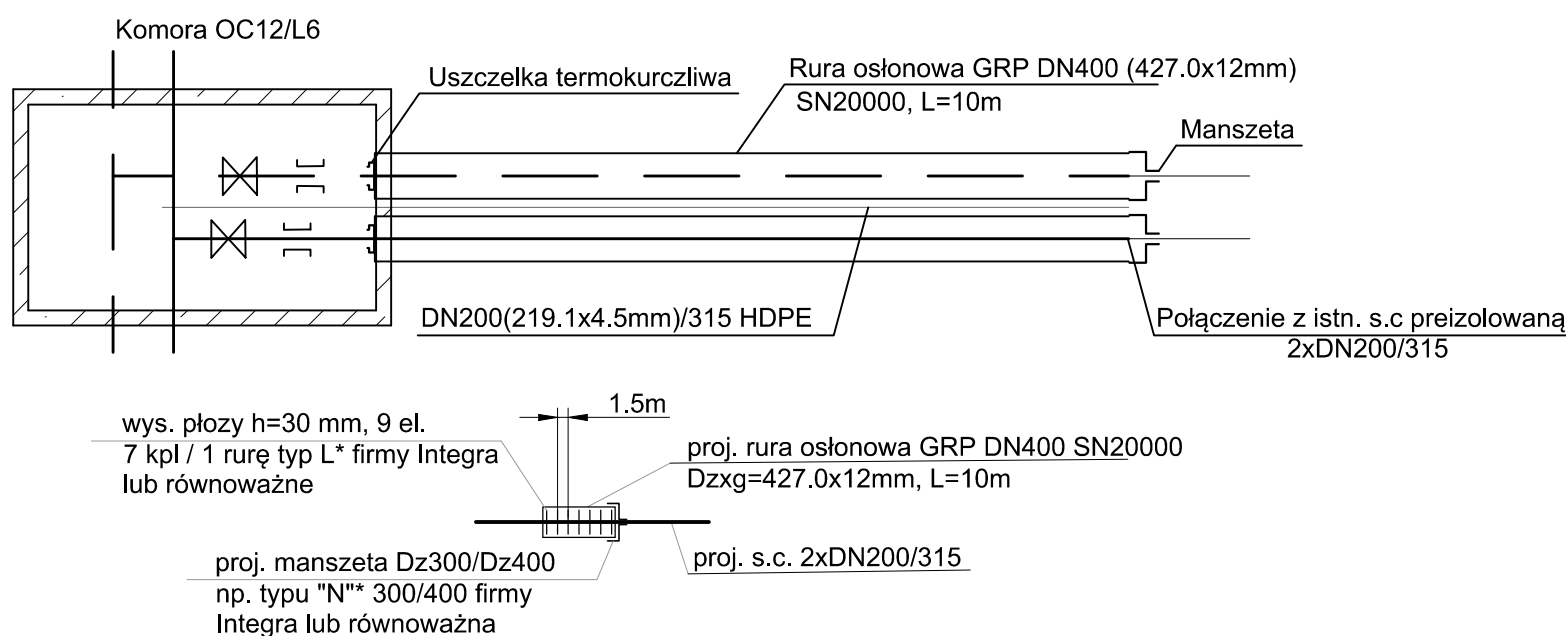 Komora OC12/L6
Uszczelka termokurczliwa
Rura osłonowa GRP DN400 (427.0x12mm)
SN20000, L=10m
Manszeta
DN200(219.1x4.5mm)/315 HDPE
Połączenie z istn. s.c preizolowaną
2xDN200/315
wys. płozy h=30 mm, 9 el.
7 kpl / 1 rurę typ L* firmy Integra
lub równoważne
1.5m
proj. rura osłonowa GRP DN400 SN20000
Dzxg=427.0x12mm, L=10m
proj. manszeta Dz300/Dz400
np. typu "N"* 300/400 firmy
Integra lub równoważna
proj. s.c. 2xDN200/315